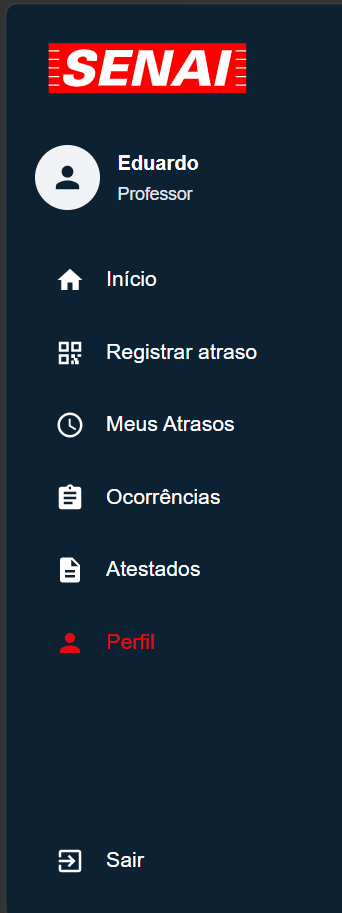 SENAI
Eduardo
Professor
Início
Registrar atraso
Meus Atrasos
Ocorrências
Atestados
Perfil
Sair